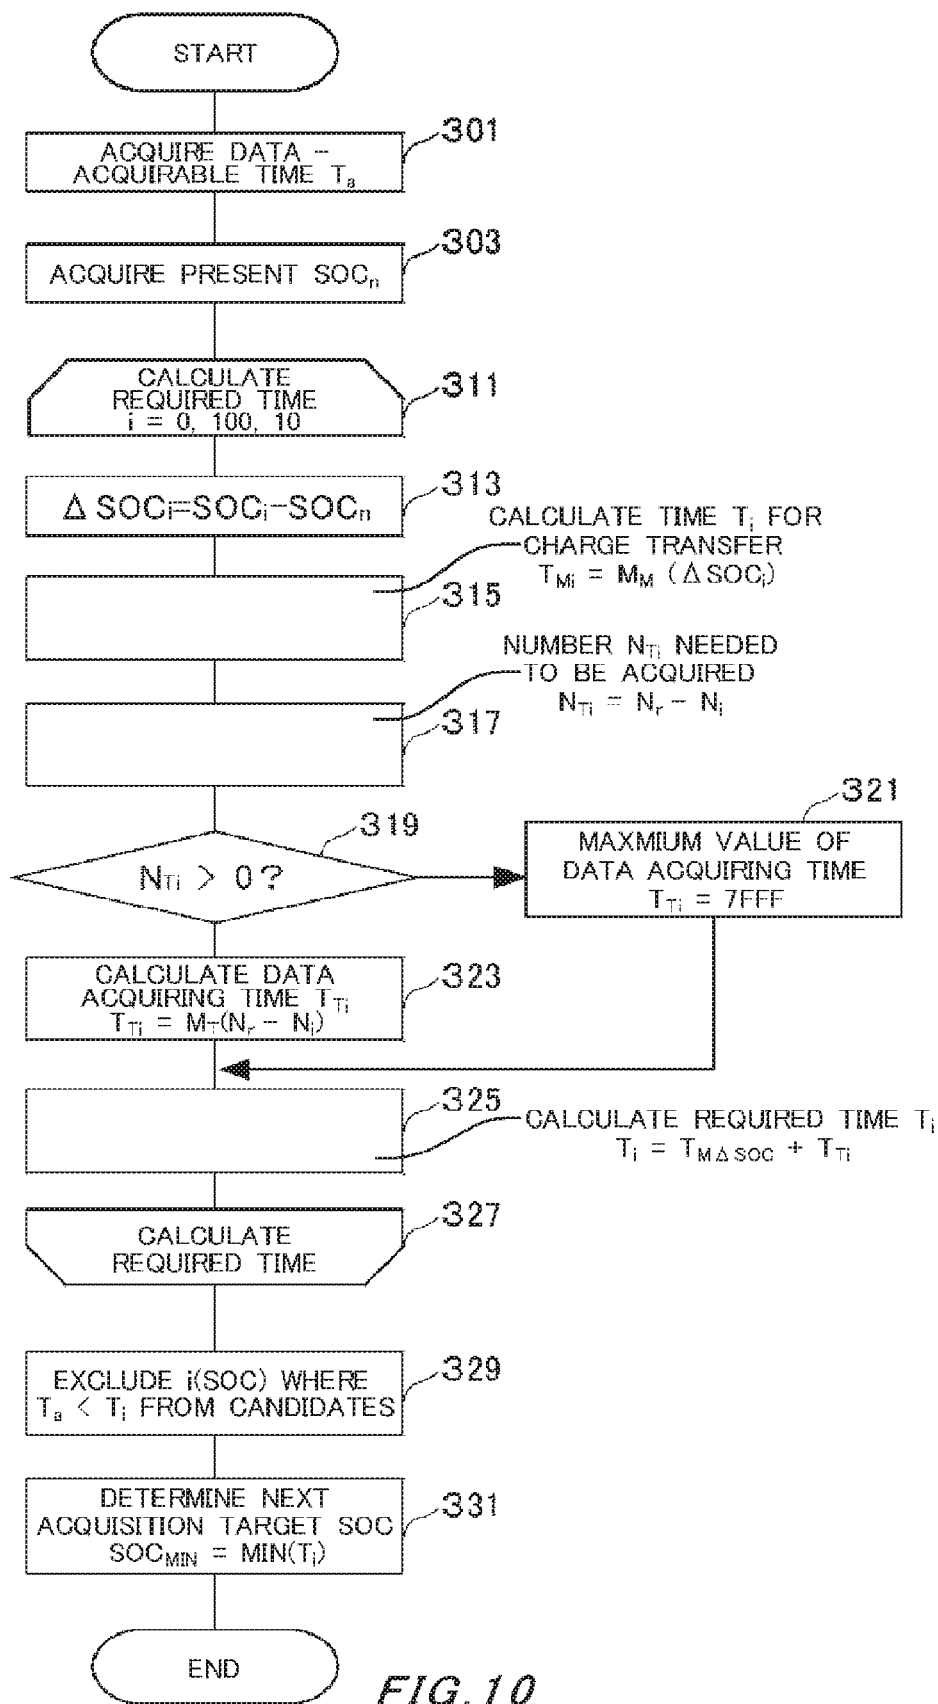 START
301
ACQUIRE DATA -
ACQUIRABLE TIME Ta
303
ACQUIRE PRESENT SOCn
311
CALCULATE
REQUIRED TIME
i = 0, 100, 10
313
Δ SOCi=SOCi-SOCn
CALCULATE TIME Ti FOR
CHARGE TRANSFER
TMi = MM (Δ SOCi)
315
NUMBER NTi NEEDED
TO BE ACQUIRED
NTi = Nr - Ni
317
319
NTi > 0?
321
MAXMIUM VALUE OF
DATA ACQUIRING TIME
TTi = 7FFF
323
CALCULATE DATA
ACQUIRING TIME TTi
TTi = MT(Nr - Ni)
325
CALCULATE REQUIRED TIME Ti
Ti = TMΔSOC + TTi
327
CALCULATE
REQUIRED TIME
329
EXCLUDE i(SOC) WHERE
Ta < Ti FROM CANDIDATES
331
DETERMINE NEXT
ACQUISITION TARGET SOC
SOCMIN = MIN(Ti)
END
FIG.10